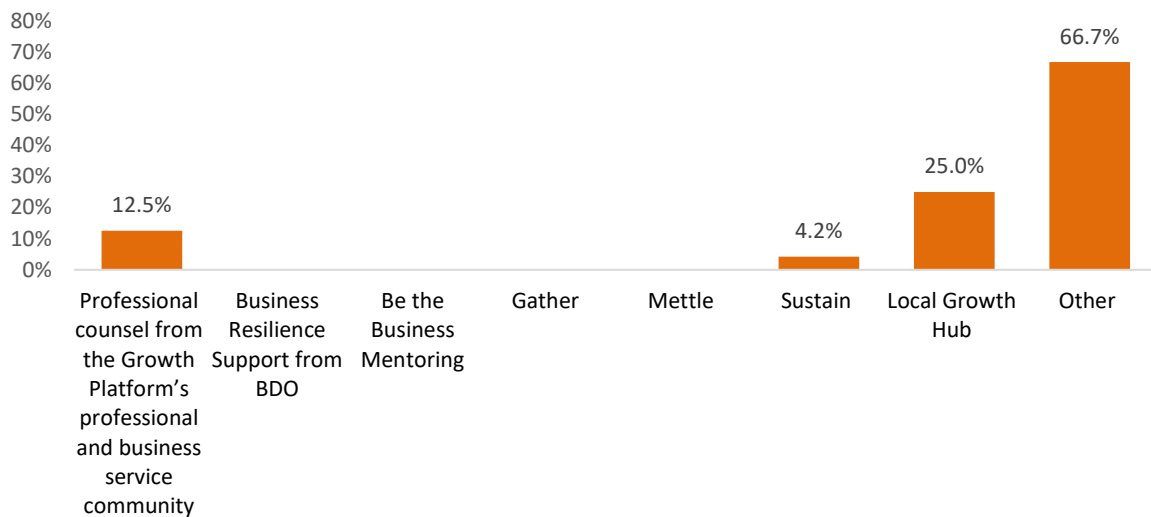 80%
70%
60%
50%
40%
30%
20%
10%
0%
12.5%
4.2%
25.0%
66.7%
Professional
counsel from
the Growth
Platform’s
professional
and business
service
community
Business
Resilience
Support from
BDO
Be the
Business
Mentoring
Gather
Mettle
Sustain
Local Growth
Hub
Other